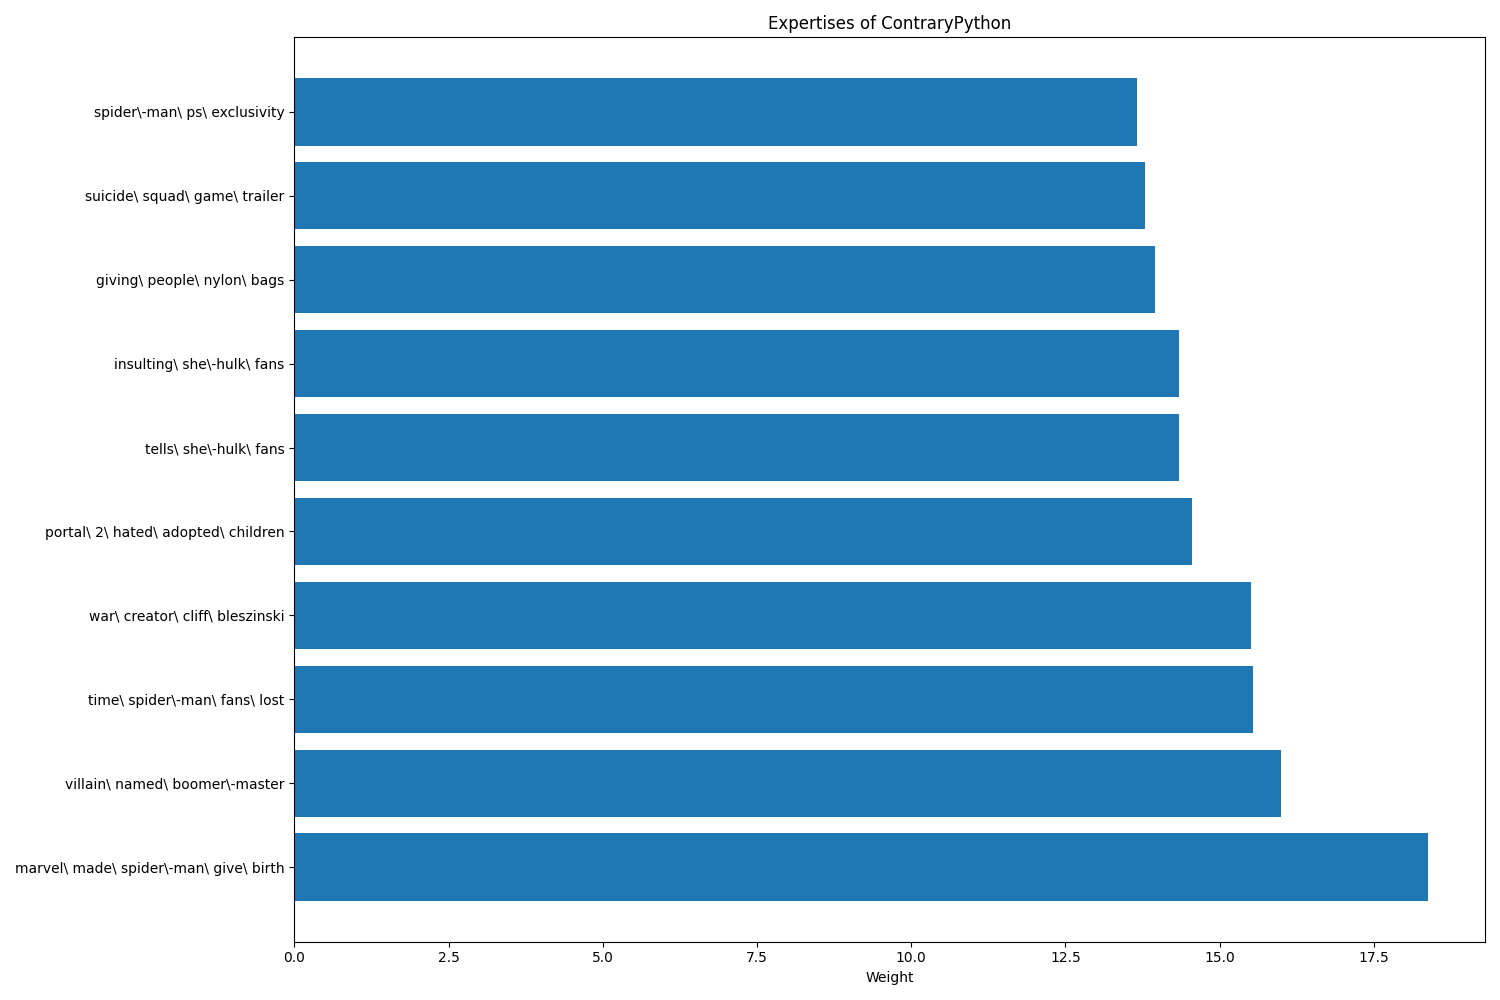 Expertises of ContraryPython
spider\-man\ ps\ exclusivity
suicide\ squad\ game\ trailer
giving\ people\ nylon\ bags
insulting\ she\-hulk\ fans
tells\ she\-hulk\ fans
portal\ 2\ hated\ adopted\ children
war\ creator\ cliff\ bleszinski
time\ spider\-man\ fans\ lost
villain\ named\ boomer\-master
marvel\ made\ spider\-man\ give\ birth
0.0 2.5 5.0 7.5 10.0 12.5 15.0 17.5
Weight